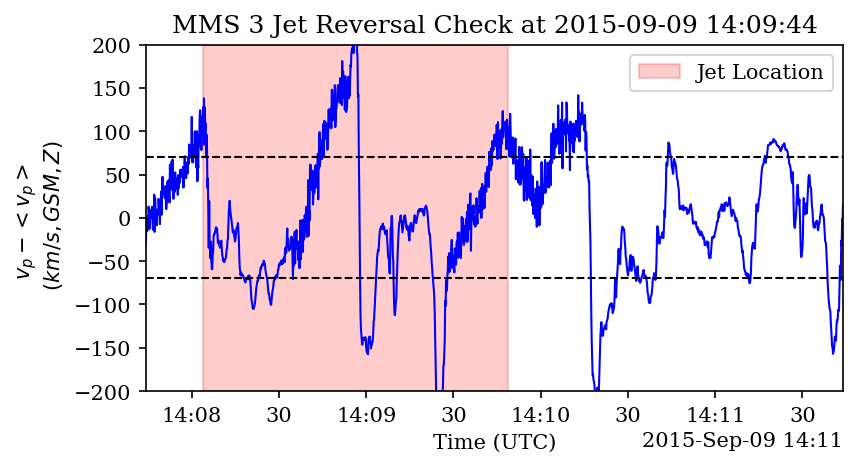 MMS 3 Jet Reversal Check at 2015-09-09 14:09:44
Jet Location
200
150
100
50
0
−50
−100
−150
−200
v_p − < v_p >
(km/s, GSM, Z)
14:08 30 14:09 30 14:10 30 14:11 30
Time (UTC)
2015-Sep-09 14:11